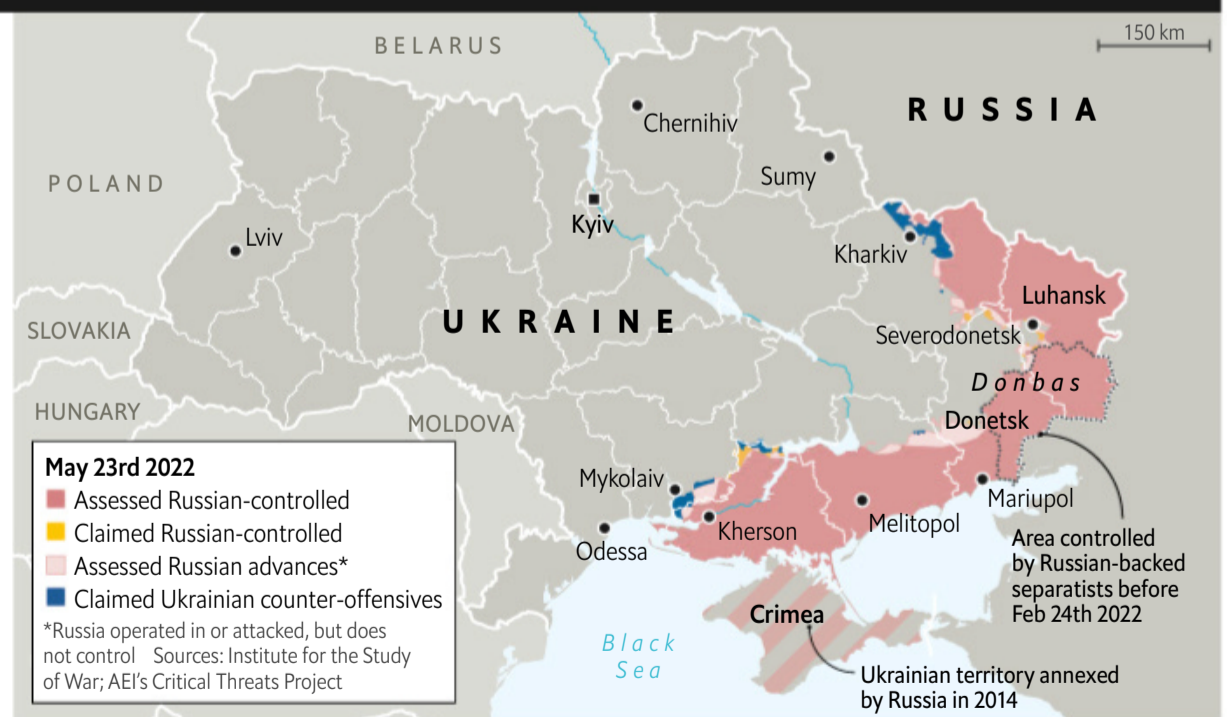 BELARUS
150 km
RUSSIA
Chernihiv
Sumy
POLAND
Kyiv
Lviv
Kharkiv
UKRAINE
Luhansk
SLOVAKIA
Severodonetsk
Donbas
HUNGARY
MOLDOVA
Donetsk
May 23rd 2022
Assessed Russian-controlled
Claimed Russian-controlled
Assessed Russian advances*
Claimed Ukrainian counter-offensives
*Russia operated in or attacked, but does
not control Sources: Institute for the Study
of War; AEI's Critical Threats Project
Mykolaiv
Mariupol
Kherson
Melitopol
Odessa
Area controlled
by Russian-backed
separatists before
Feb 24th 2022
Crimea
Black
Sea
Ukrainian territory annexed
by Russia in 2014